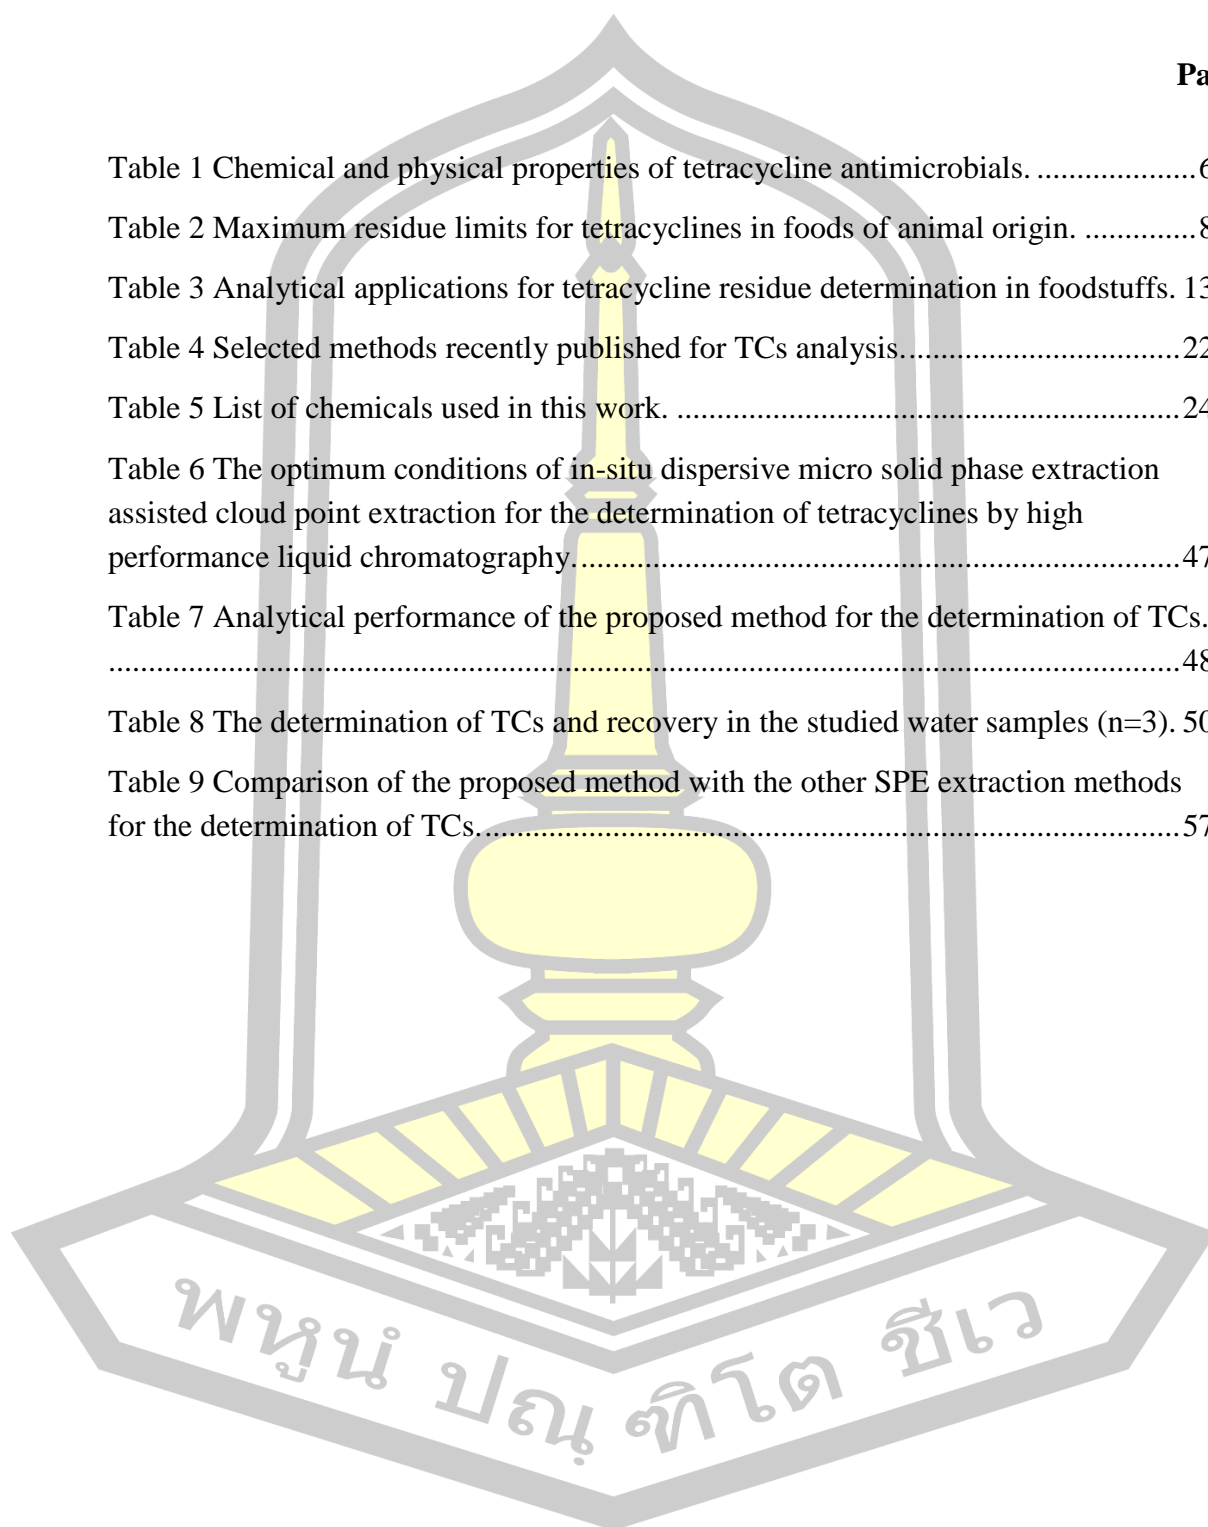 Pa
Table 1 Chemical and physical properties of tetracycline antimicrobials. ....................6
Table 2 Maximum residue limits for tetracyclines in foods of animal origin. ..............8
Table 3 Analytical applications for tetracycline residue determination in foodstuffs. 13
Table 4 Selected methods recently published for TCs analysis...................................22
Table 5 List of chemicals used in this work. ...............................................................24
Table 6 The optimum conditions of in-situ dispersive micro solid phase extraction
assisted cloud point extraction for the determination of tetracyclines by high
performance liquid chromatography............................................................................47
Table 7 Analytical performance of the proposed method for the determination of TCs.
......................................................................................................................................48
Table 8 The determination of TCs and recovery in the studied water samples (n=3). 50
Table 9 Comparison of the proposed method with the other SPE extraction methods
for the determination of TCs........................................................................................57
พหูนํ ปณฺฑิโต ชีเว